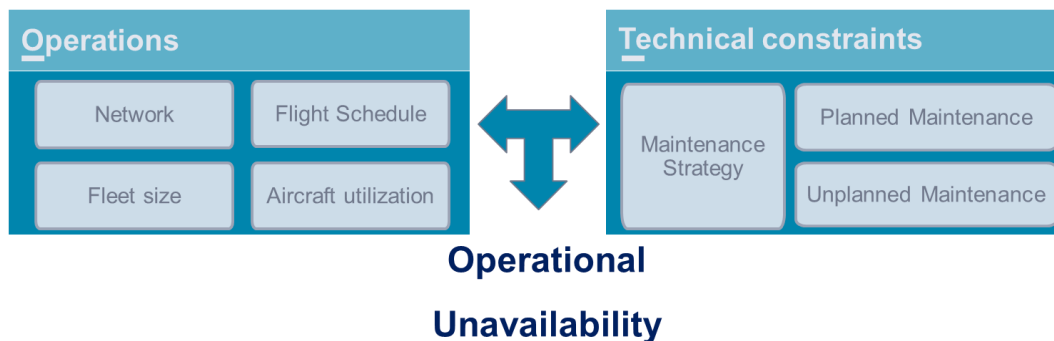 Operations
Network
Flight Schedule
Fleet size
Aircraft utilization
Technical constraints
Maintenance
Strategy
Planned Maintenance
Unplanned Maintenance
Operational
Unavailability